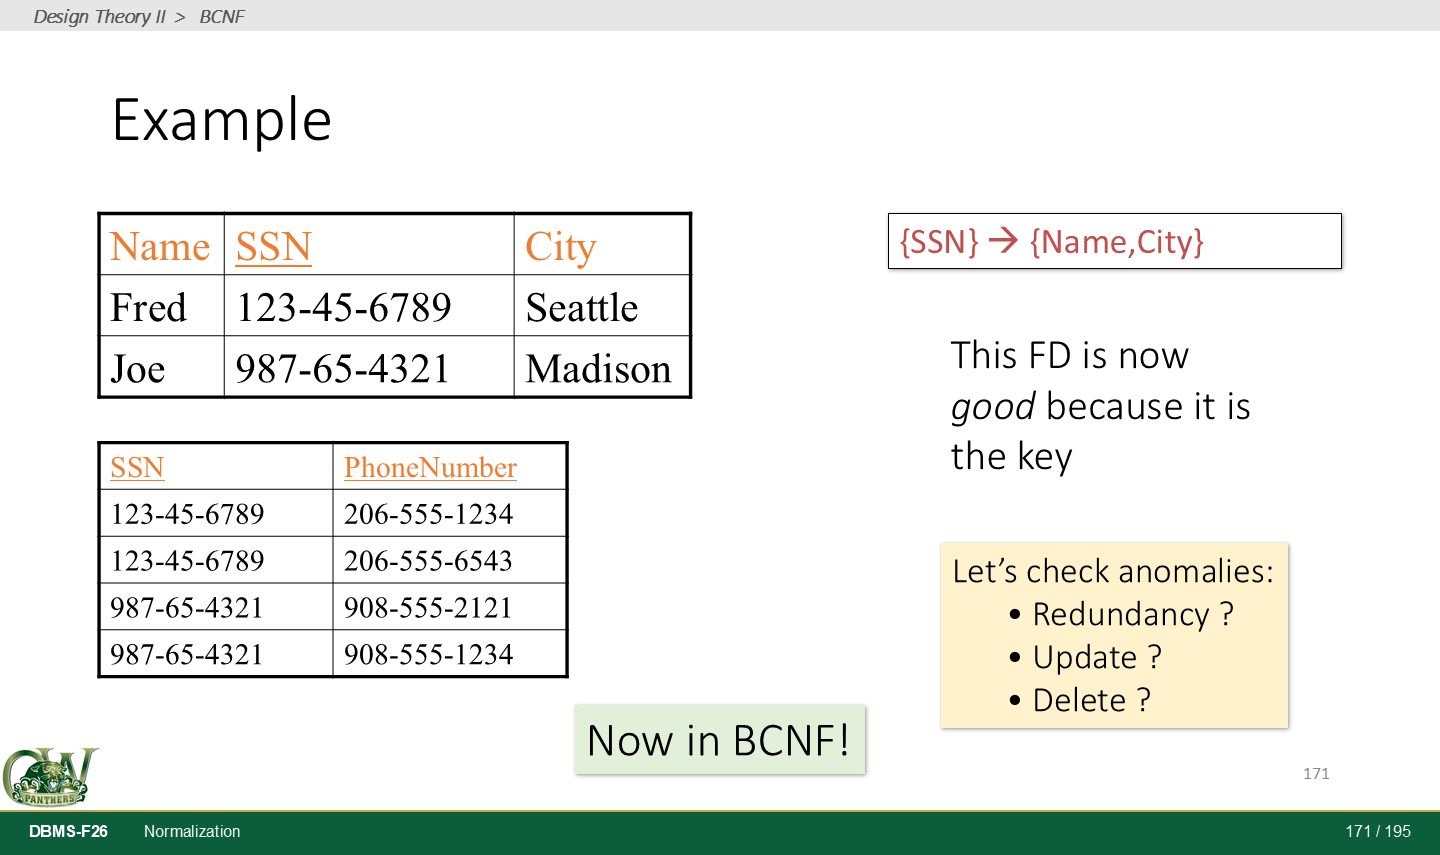 Design Theory II > BCNF
Example
Name SSN City
Fred 123-45-6789 Seattle
Joe 987-65-4321 Madison
{SSN} → {Name,City}
This FD is now
good because it is
the key
SSN PhoneNumber
123-45-6789 206-555-1234
123-45-6789 206-555-6543
987-65-4321 908-555-2121
987-65-4321 908-555-1234
Let’s check anomalies:
• Redundancy ?
• Update ?
• Delete ?
Now in BCNF!
171
OW
PANTHERS
DBMS-F26 Normalization 171 / 195